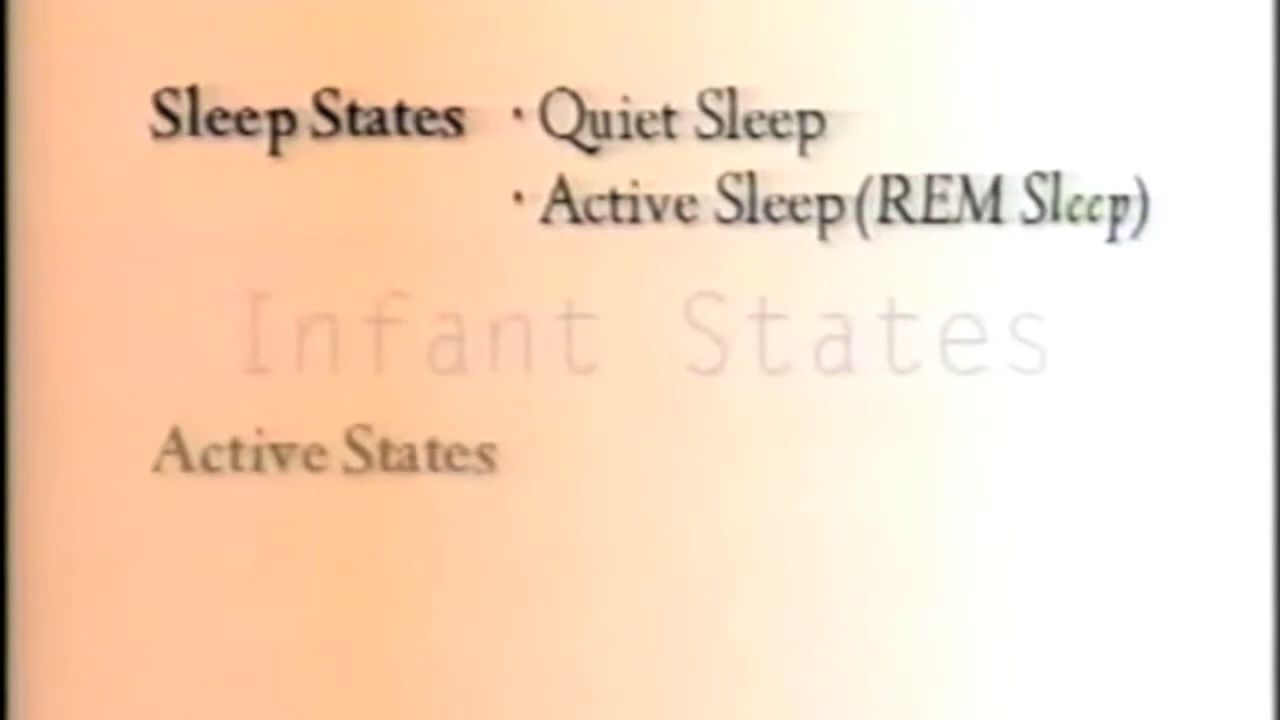 Sleep States · Quiet Sleep
· Active Sleep (REM Sleep)
Infant States
Active States